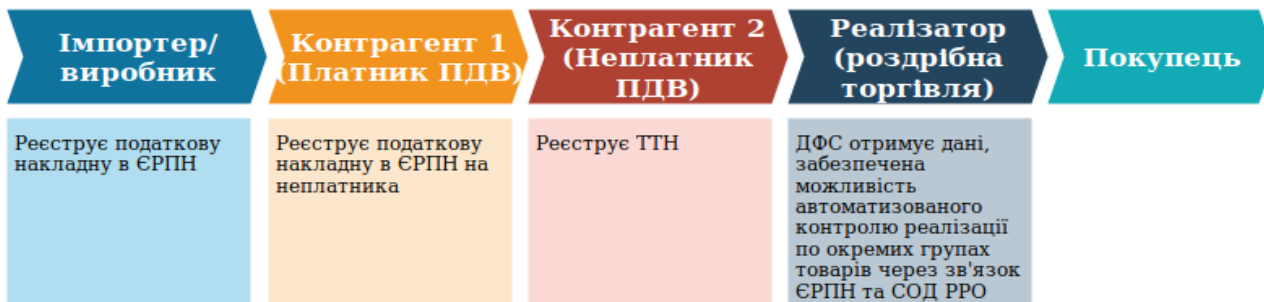 Імпортер/
виробник
Контрагент 1
(Платник ПДВ)
Контрагент 2
(Неплатник
ПДВ)
Реалізатор
(роздрібна
торгівля)
Покупець
Реєструє податкову
накладну в ЄРПН
Реєструє податкову
накладну в ЄРПН на
неплатника
Реєструє ТТН
ДФС отримує дані,
забезпечена
можливість
автоматизованого
контролю реалізації
по окремих групах
товарів через зв'язок
ЄРПН та СОД РРО